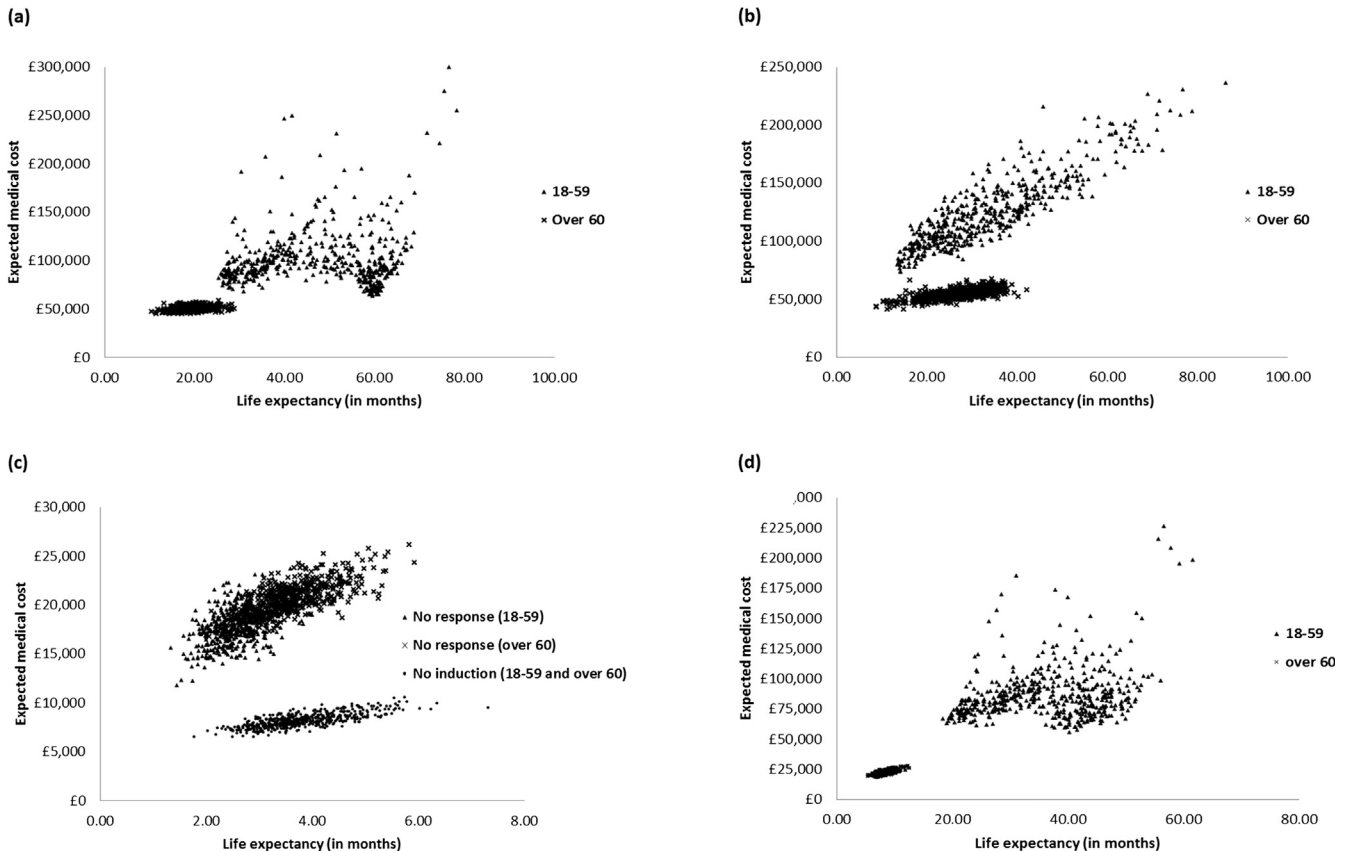 (a)
£300,000
£250,000
£200,000
£150,000
£100,000
£50,000
£0
Expected medical cost
0.00 20.00 40.00 60.00 80.00 100.00
Life expectancy (in months)
18-59
Over 60
(b)
£250,000
£200,000
£150,000
£100,000
£50,000
£0
Expected medical cost
0.00 20.00 40.00 60.00 80.00 100.00
Life expectancy (in months)
18-59
Over 60
(c)
£30,000
£25,000
£20,000
£15,000
£10,000
£5,000
£0
Expected medical cost
0.00 2.00 4.00 6.00 8.00
Life expectancy (in months)
No response (18-59)
No response (over 60)
No induction (18-59 and over 60)
(d)
,000
£225,000
£200,000
£175,000
£150,000
£125,000
£100,000
£75,000
£50,000
£25,000
£0
Expected medical cost
0.00 20.00 40.00 60.00 80.00
Life expectancy (in months)
18-59
over 60